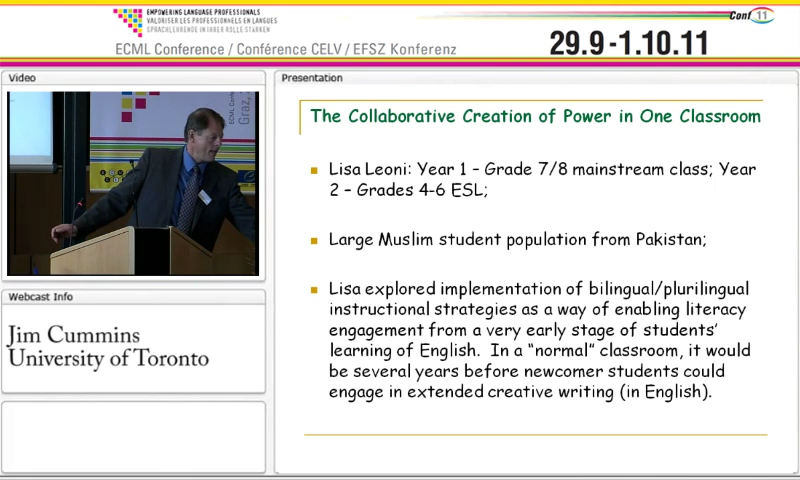 EMPOWERING LANGUAGE PROFESSIONALS
VALORISER LES PROFESSIONNELS EN LANGUES
SPRACHLEHRENDE IN IHRER ROLLE STÄRKEN
ECML Conference / Conférence CELV / EFSZ Konferenz
29.9-1.10.11
Conf 11
Video
ECML Conf
Graz,
Webcast Info
Jim Cummins
University of Toronto
Presentation
The Collaborative Creation of Power in One Classroom
Lisa Leoni: Year 1 – Grade 7/8 mainstream class; Year
2 – Grades 4-6 ESL;
Large Muslim student population from Pakistan;
Lisa explored implementation of bilingual/plurilingual
instructional strategies as a way of enabling literacy
engagement from a very early stage of students’
learning of English. In a “normal” classroom, it would
be several years before newcomer students could
engage in extended creative writing (in English).